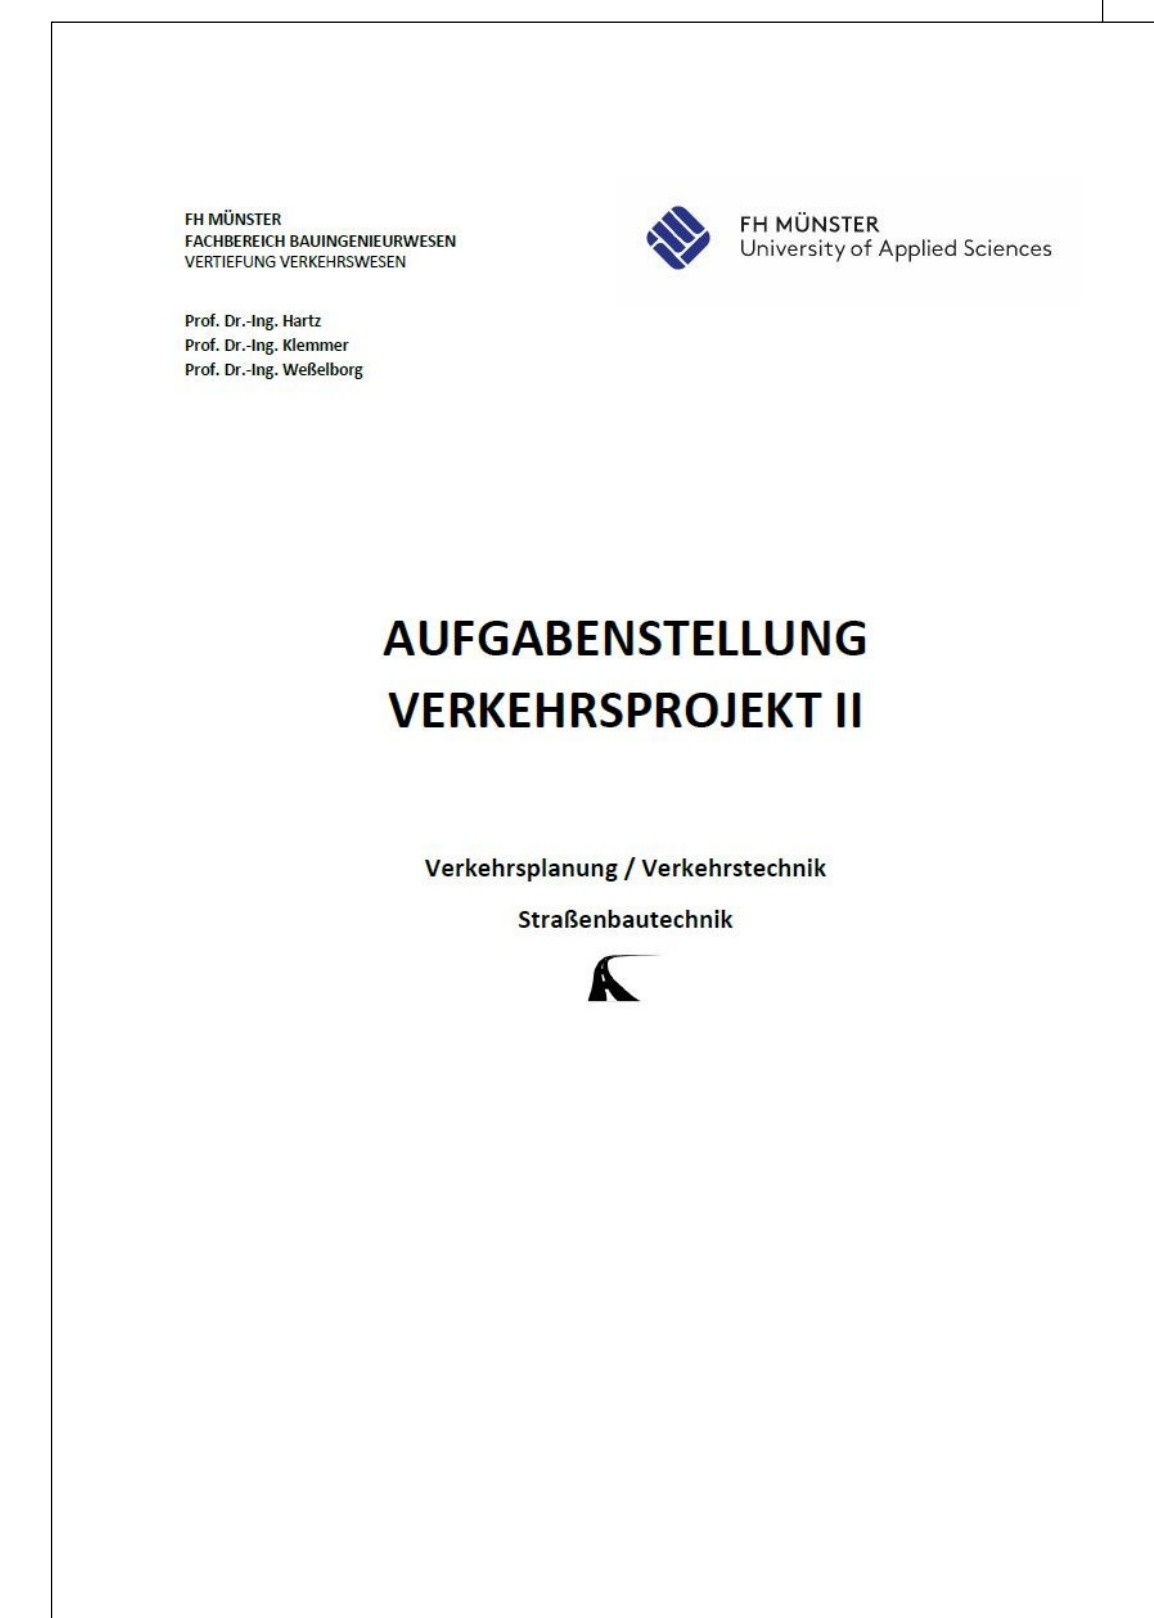 FH MÜNSTER
FACHBEREICH BAUINGENIEURWESEN
VERTIEFUNG VERKEHRSWESEN
FH MÜNSTER
University of Applied Sciences
Prof. Dr.-Ing. Hartz
Prof. Dr.-Ing. Klemmer
Prof. Dr.-Ing. Weßelborg
AUFGABENSTELLUNG
VERKEHRSPROJEKT II
Verkehrsplanung / Verkehrstechnik
Straßenbautechnik